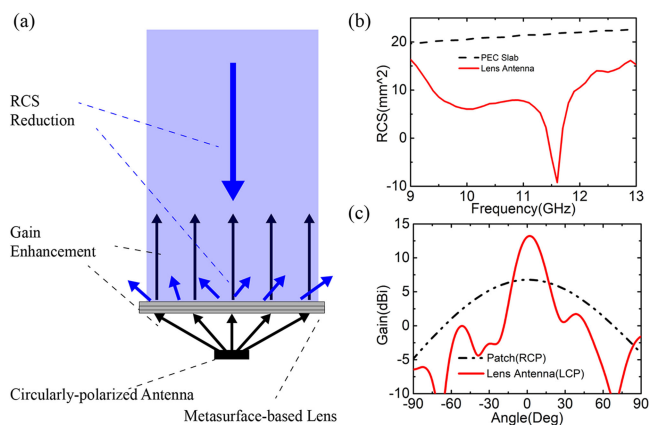 (a)
RCS
Reduction
Gain
Enhancement
Circularly-polarized Antenna
Metasurface-based Lens
(b)
RCS(mm^2)
20
10
0
-10
PEC Slab
Lens Antenna
9
10
11
12
13
Frequency(GHz)
(c)
Gain(dBi)
15
10
5
0
-5
-10
Patch(RCP)
Lens Antenna(LCP)
-90
-60
-30
0
30
60
90
Angle(Deg)